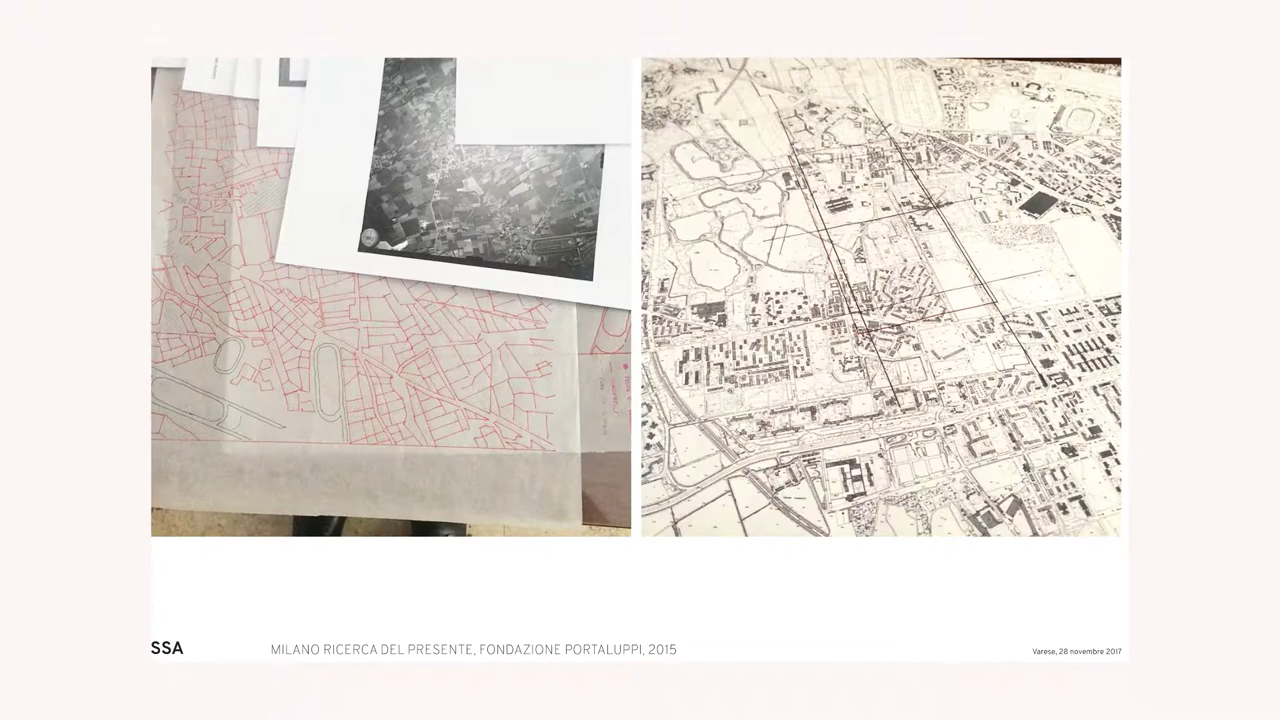 SSA
MILANO RICERCA DEL PRESENTE, FONDAZIONE PORTALUPPI, 2015
Varese, 28 novembre 2017